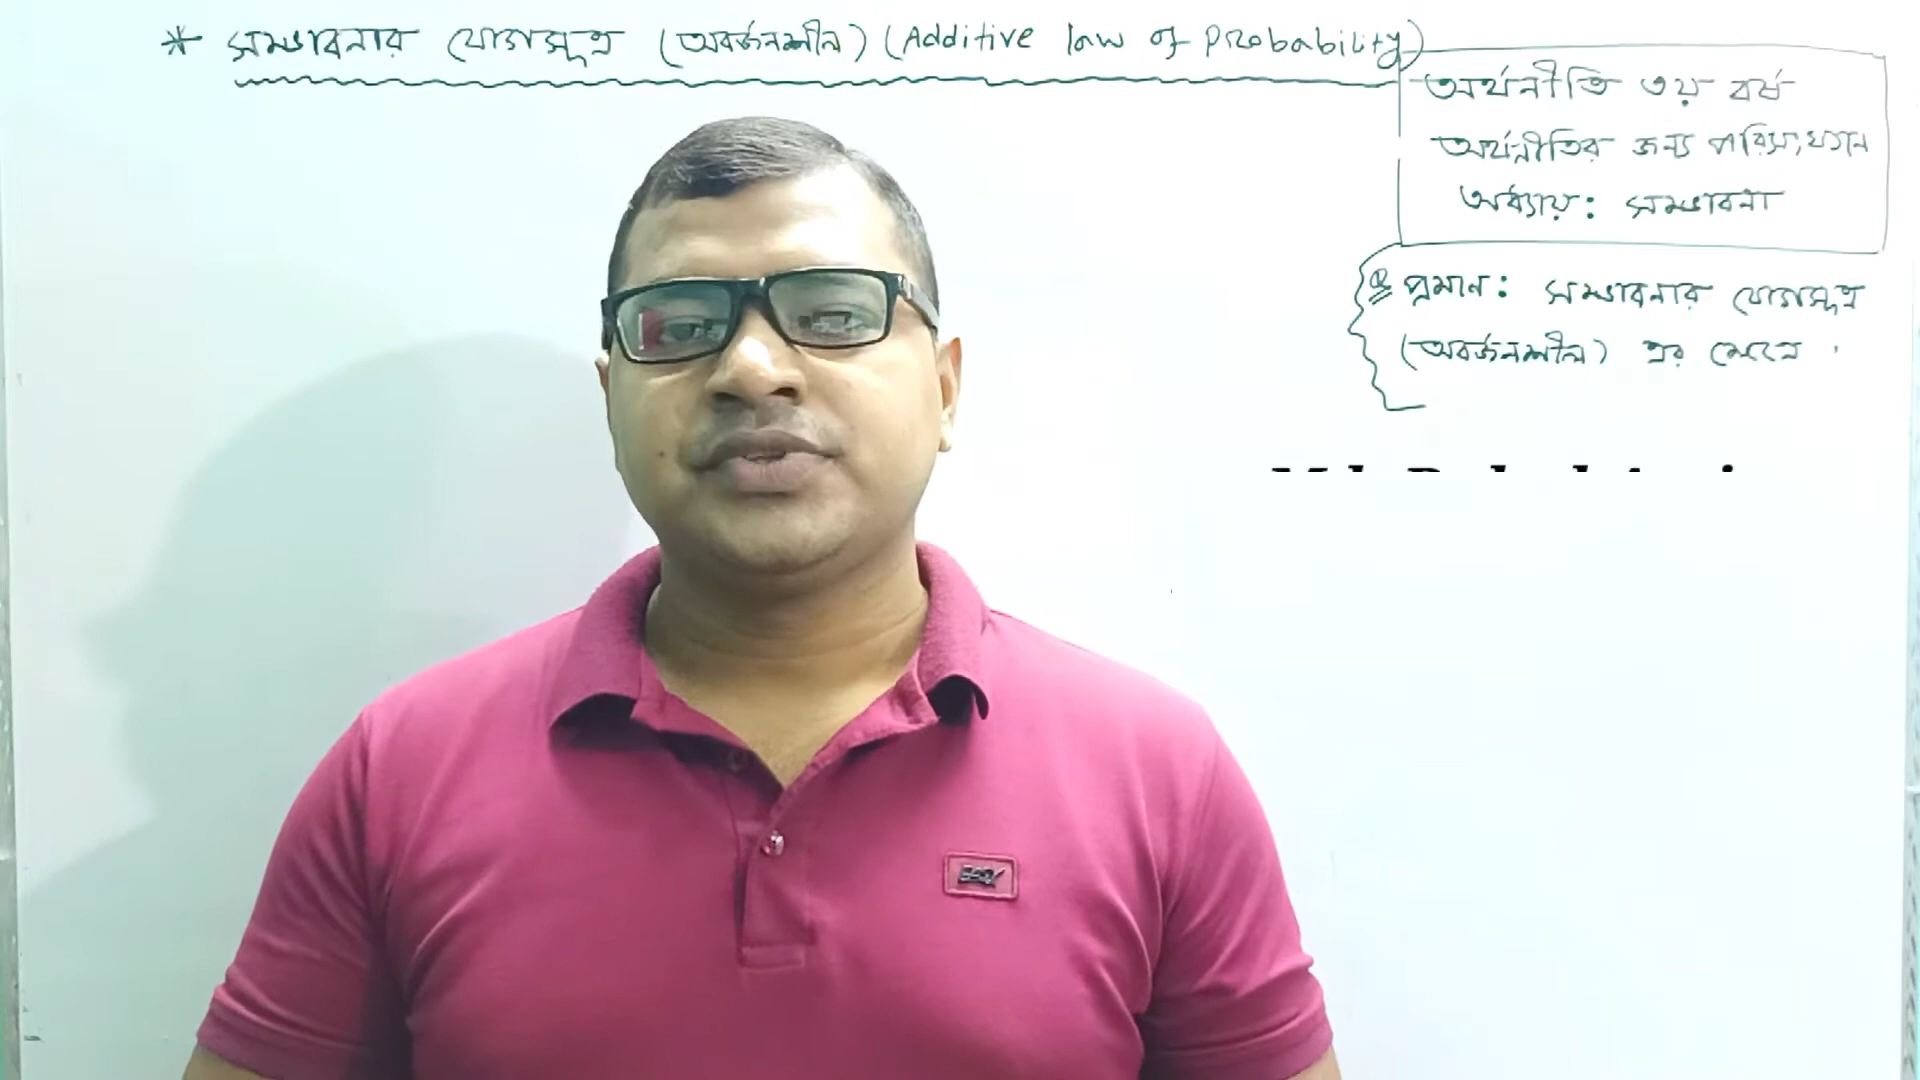 * সম্ভাবনার যোগসূত্র (অবর্জনশীল) (Additive law of Probability)
অর্থনীতি ৩য় বর্ষ
অর্থনীতির জন্য পরিসংখ্যান
অধ্যায়: সম্ভাবনা
প্রমান: সম্ভাবনার যোগসূত্র
(অবর্জনশীল) এর ক্ষেত্রে
EASY